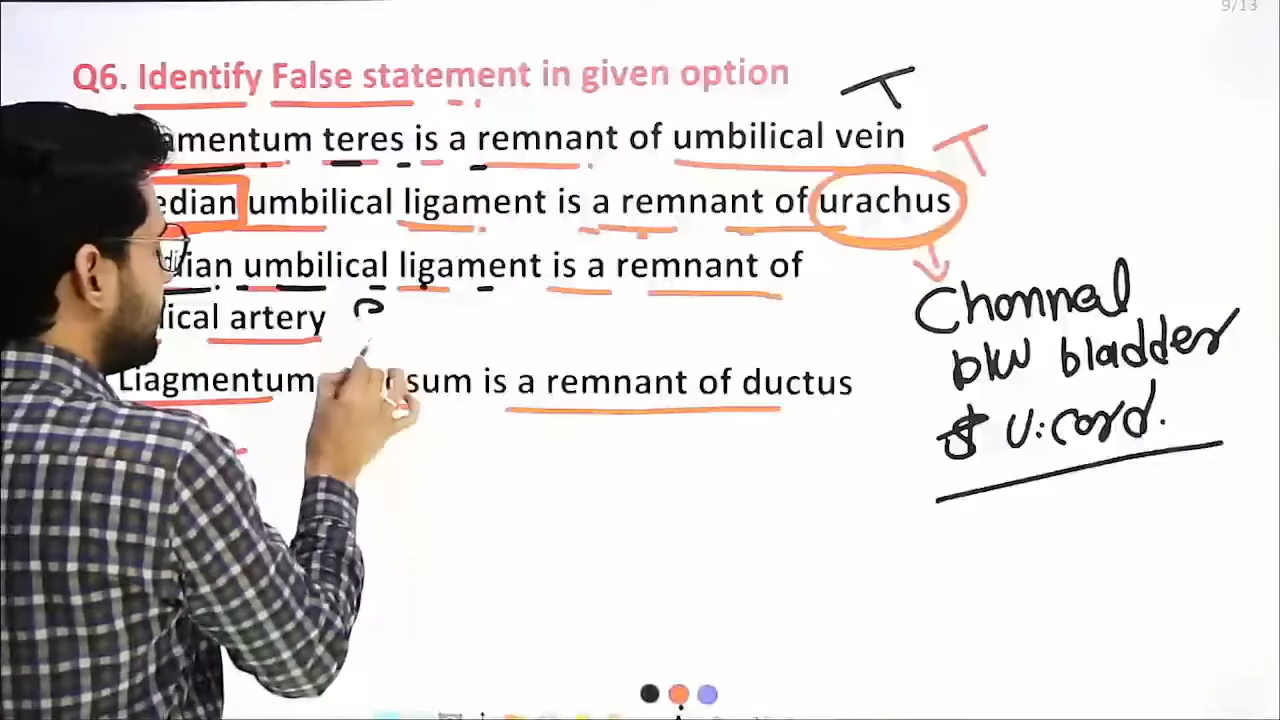 9/13
Q6. Identify False statement in given option
T
amentum teres is a remnant of umbilical vein
T
edian umbilical ligament is a remnant of urachus
dian umbilical ligament is a remnant of
lical artery
Channeal
b/w bladder
& U:cord.
Liagmentum sum is a remnant of ductus